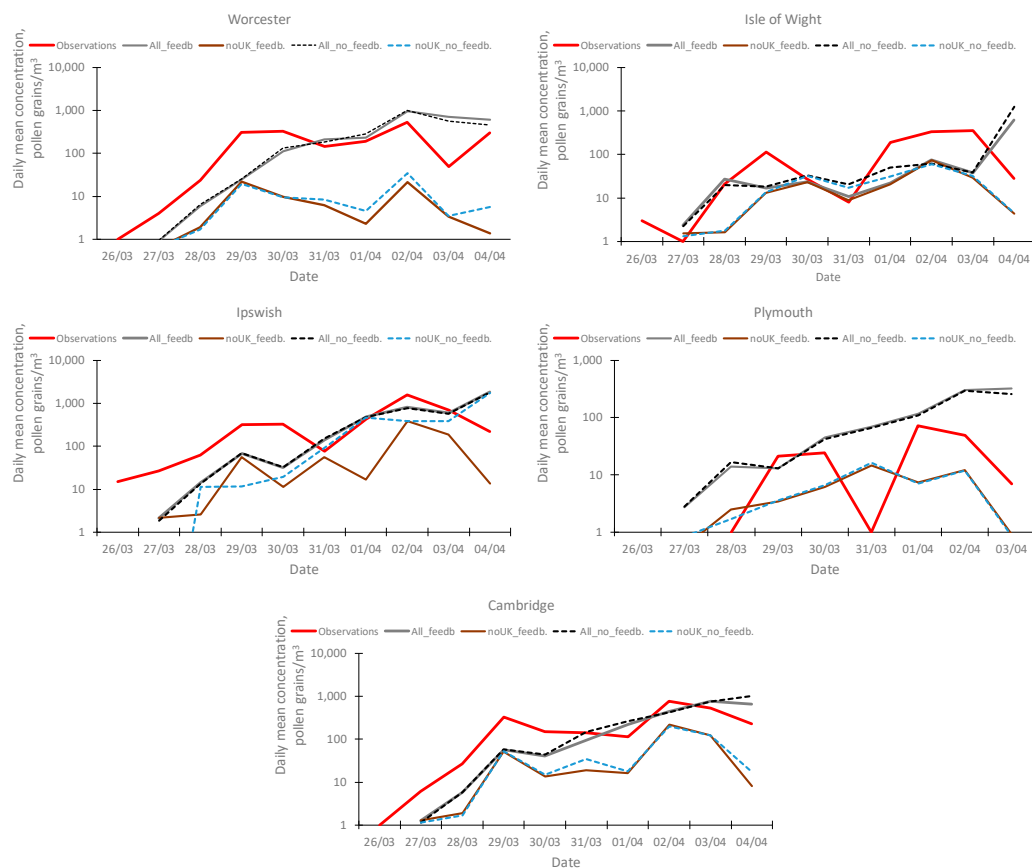 Worcester
Observations All_feedb noUK_feedb. All_no_feedb. noUK_no_feedb.
Daily mean concentration,
pollen grains/m³
10,000
1,000
100
10
1
26/03 27/03 28/03 29/03 30/03 31/03 01/04 02/04 03/04 04/04
Date
Isle of Wight
Observations All_feedb noUK_feedb. All_no_feedb. noUK_no_feedb.
Daily mean concentration,
pollen grains/m³
10,000
1,000
100
10
1
26/03 27/03 28/03 29/03 30/03 31/03 01/04 02/04 03/04 04/04
Date
Ipswish
Observations All_feedb noUK_feedb. All_no_feedb. noUK_no_feedb.
Daily mean concentration,
pollen grains/m³
10,000
1,000
100
10
1
26/03 27/03 28/03 29/03 30/03 31/03 01/04 02/04 03/04 04/04
Date
Plymouth
Observations All_feedb noUK_feedb. All_no_feedb. noUK_no_feedb.
Daily mean concentration,
pollen grains/m³
1,000
100
10
1
26/03 27/03 28/03 29/03 30/03 31/03 01/04 02/04 03/04
Date
Cambridge
Observations All_feedb noUK_feedb. All_no_feedb. noUK_no_feedb.
Daily mean concentration,
pollen grains/m³
10,000
1,000
100
10
1
26/03 27/03 28/03 29/03 30/03 31/03 01/04 02/04 03/04 04/04
Date